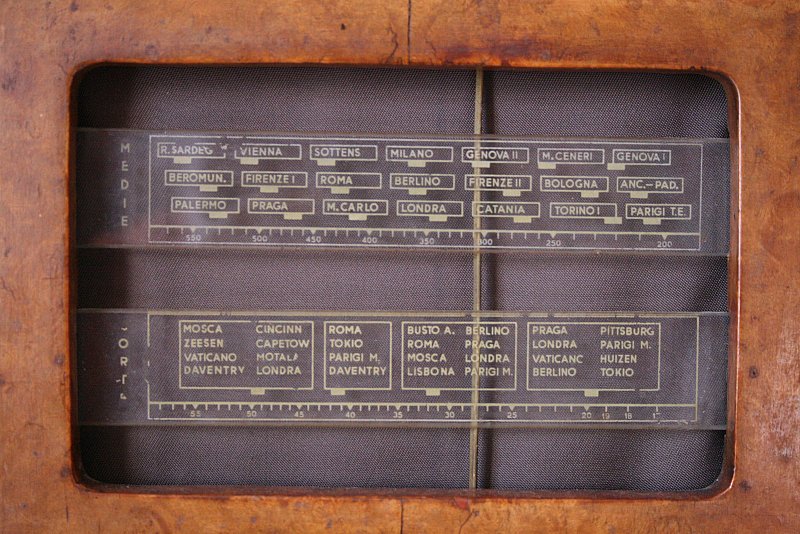 MEDIE
R. SARDEG VIENNA SOTTENS MILANO GENOVA II M. CENERI GENOVA I
BEROMUN. FIRENZE I ROMA BERLINO FIRENZE II BOLOGNA ANC.-PAD.
PALERMO PRAGA M. CARLO LONDRA CATANIA TORINO I PARIGI T.E.
550 500 450 400 350 300 250 200
ORT
MOSCA CINCINN ROMA BUSTO A. BERLINO PRAGA PITTSBURG
ZEESEN CAPETOW TOKIO ROMA PRAGA LONDRA PARIGI M.
VATICANO MOTALA PARIGI M. MOSCA LONDRA VATICANC HUIZEN
DAVENTRY LONDRA DAVENTRY LISBONA PARIGI M. BERLINO TOKIO
55 50 45 40 35 30 25 20 19 18